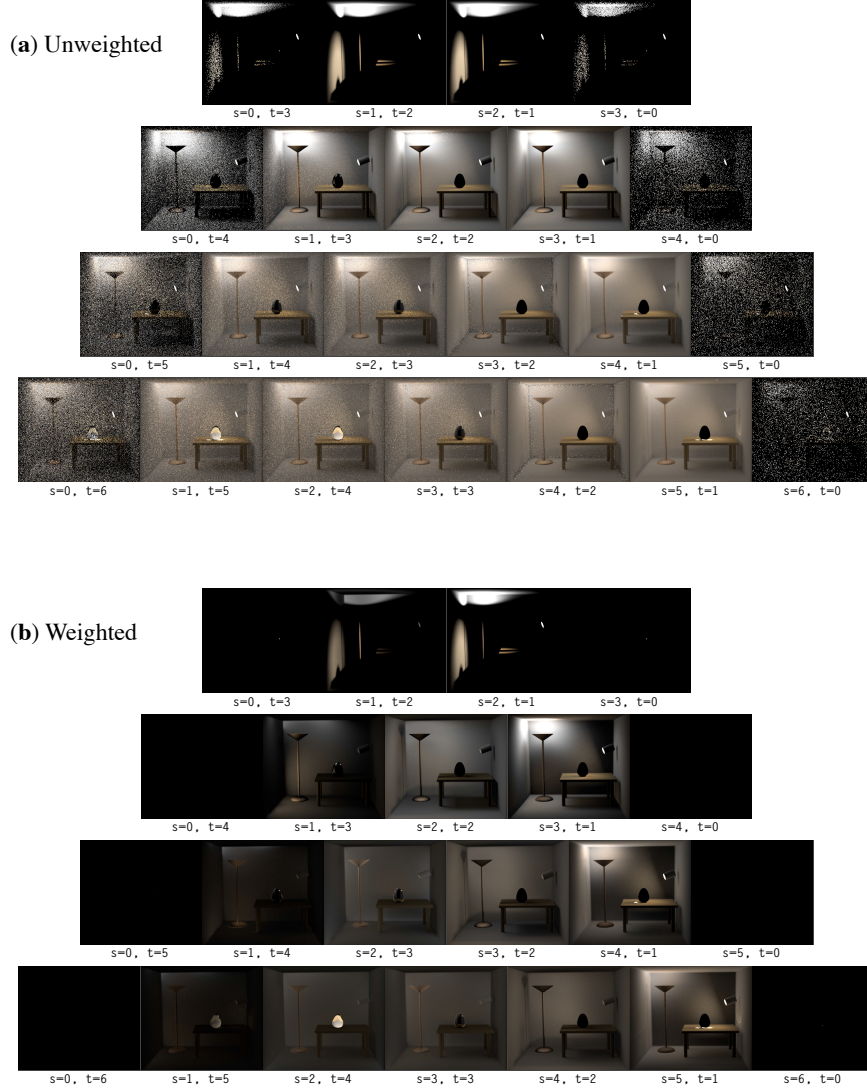 (a) Unweighted
s=0, t=3 s=1, t=2 s=2, t=1 s=3, t=0
s=0, t=4 s=1, t=3 s=2, t=2 s=3, t=1 s=4, t=0
s=0, t=5 s=1, t=4 s=2, t=3 s=3, t=2 s=4, t=1 s=5, t=0
s=0, t=6 s=1, t=5 s=2, t=4 s=3, t=3 s=4, t=2 s=5, t=1 s=6, t=0
(b) Weighted
s=0, t=3 s=1, t=2 s=2, t=1 s=3, t=0
s=0, t=4 s=1, t=3 s=2, t=2 s=3, t=1 s=4, t=0
s=0, t=5 s=1, t=4 s=2, t=3 s=3, t=2 s=4, t=1 s=5, t=0
s=0, t=6 s=1, t=5 s=2, t=4 s=3, t=3 s=4, t=2 s=5, t=1 s=6, t=0